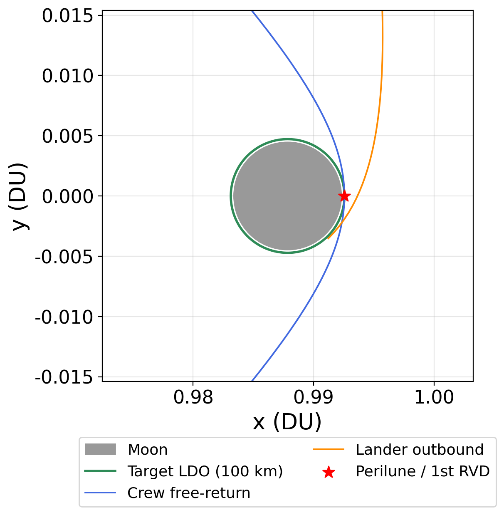 0.015
0.010
0.005
0.000
-0.005
-0.010
-0.015
y (DU)
0.98 0.99 1.00
x (DU)
Moon
Target LDO (100 km)
Crew free-return
Lander outbound
Perilune / 1st RVD